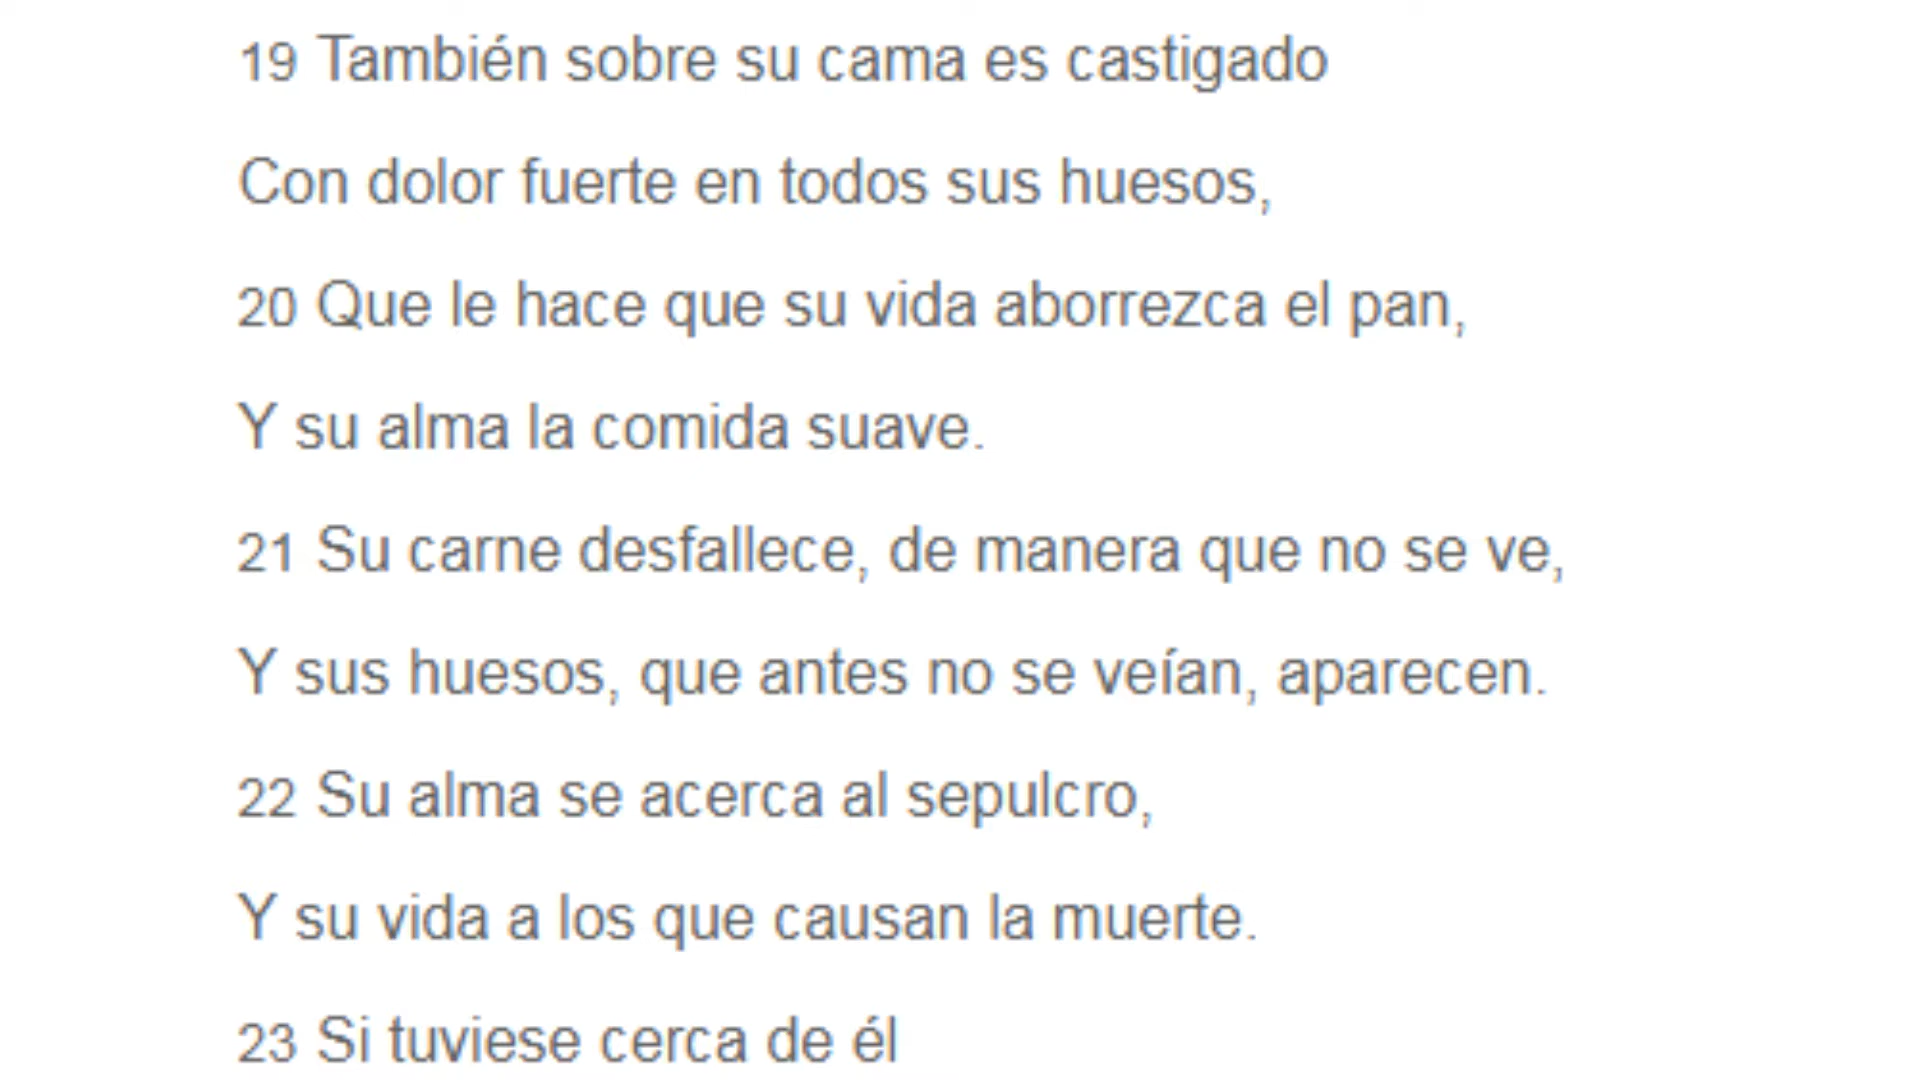 19 También sobre su cama es castigado
Con dolor fuerte en todos sus huesos,
20 Que le hace que su vida aborrezca el pan,
Y su alma la comida suave.
21 Su carne desfallece, de manera que no se ve,
Y sus huesos, que antes no se veían, aparecen.
22 Su alma se acerca al sepulcro,
Y su vida a los que causan la muerte.
23 Si tuviese cerca de él